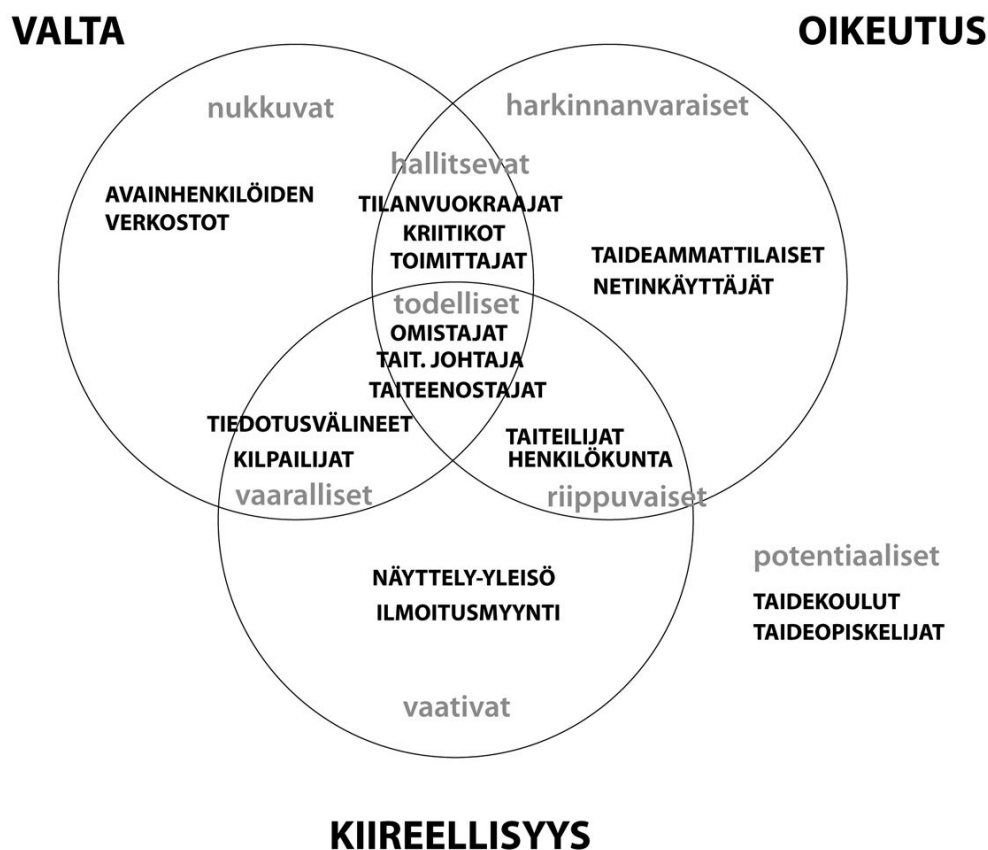 VALTA
OIKEUTUS
nukkuvat
harkinnanvaraiset
hallitsevat
AVAINHENKILÖIDEN
VERKOSTOT
TILANVUOKRAAJAT
KRIITIKOT
TOIMITTAJAT
TAIDEAMMATTILAISET
NETINKÄYTTÄJÄT
todelliset
OMISTAJAT
TAIT. JOHTAJA
TAITEENOSTAJAT
TIEDOTUSVÄLINEET
KILPAILIJAT
vaaralliset
TAITEILIJAT
HENKILÖKUNTA
riippuvaiset
potentiaaliset
TAIDEKOULUT
TAIDEOPISKELIJAT
NÄYTTELY-YLEISÖ
ILMOITUSMYYNTI
vaativat
KIIREELLISYYS